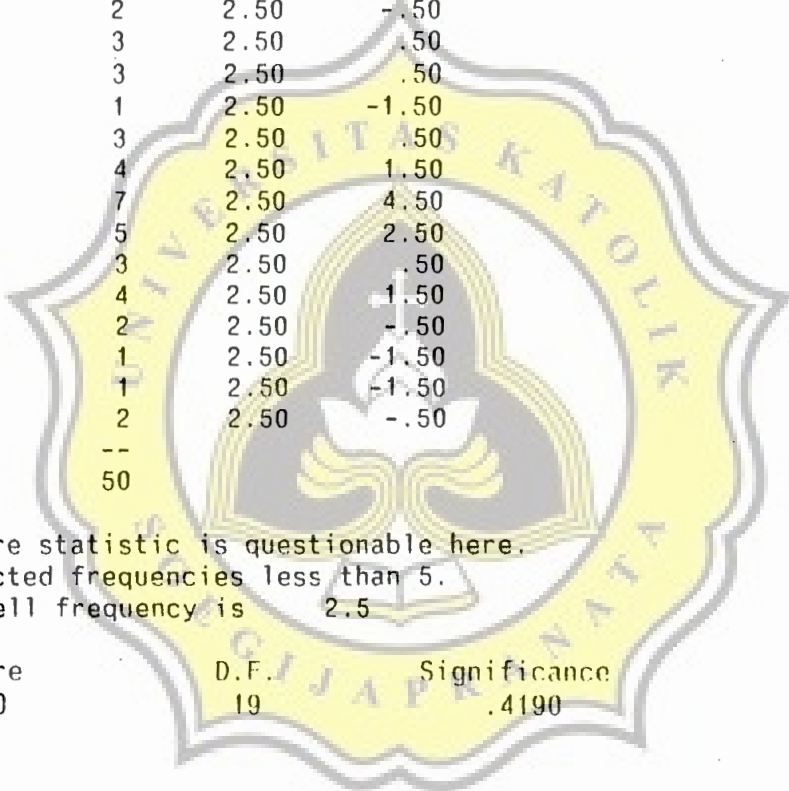 2 2.50 -.50
3 2.50 .50
3 2.50 .50
1 2.50 -1.50
3 2.50 .50
4 2.50 1.50
7 2.50 4.50
5 2.50 2.50
3 2.50 .50
4 2.50 1.50
2 2.50 -.50
1 2.50 -1.50
1 2.50 -1.50
2 2.50 -.50
--
50
re statistic is questionable here.
cted frequencies less than 5.
ell frequency is 2.5
re D.F. Significance
0 19 .4190
UNIVERSITAS KATOLIK
SOEGIJAPRANATA